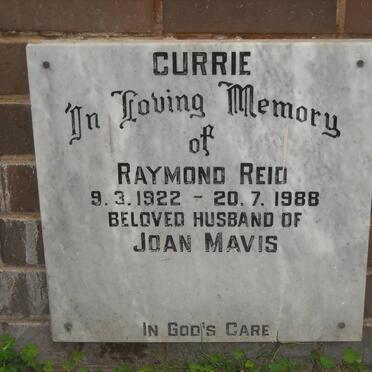 CURRIE
In Loving Memory
of
RAYMOND REID
9.3.1922 - 20.7.1988
BELOVED HUSBAND OF
JOAN MAVIS
IN GOD'S CARE